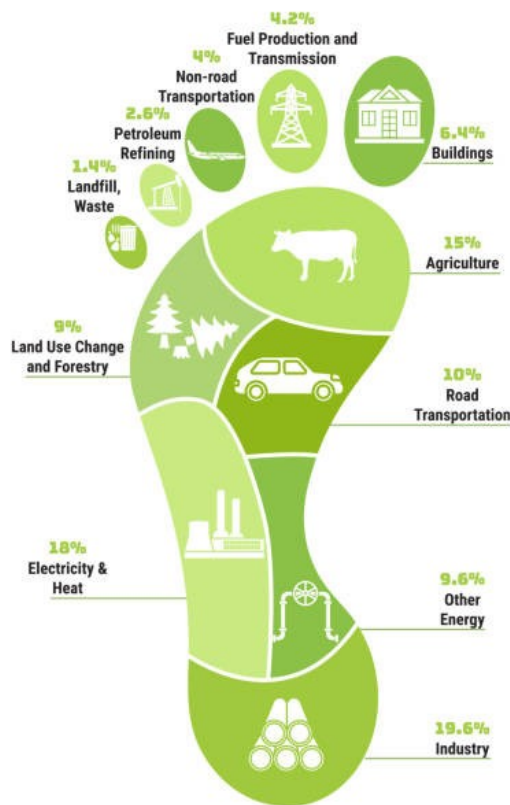 4.2%
Fuel Production and
Transmission
4%
Non-road
Transportation
2.6%
Petroleum
Refining
1.4%
Landfill,
Waste
6.4%
Buildings
15%
Agriculture
9%
Land Use Change
and Forestry
10%
Road
Transportation
18%
Electricity &
Heat
9.6%
Other
Energy
19.6%
Industry